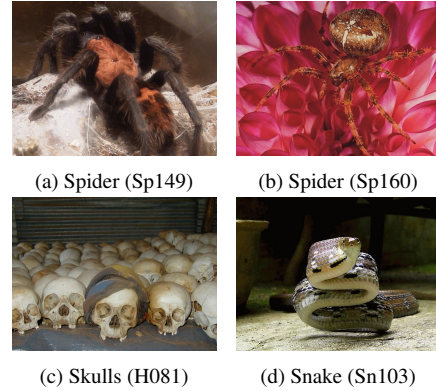 (a) Spider (Sp149)
(b) Spider (Sp160)
(c) Skulls (H081)
(d) Snake (Sn103)